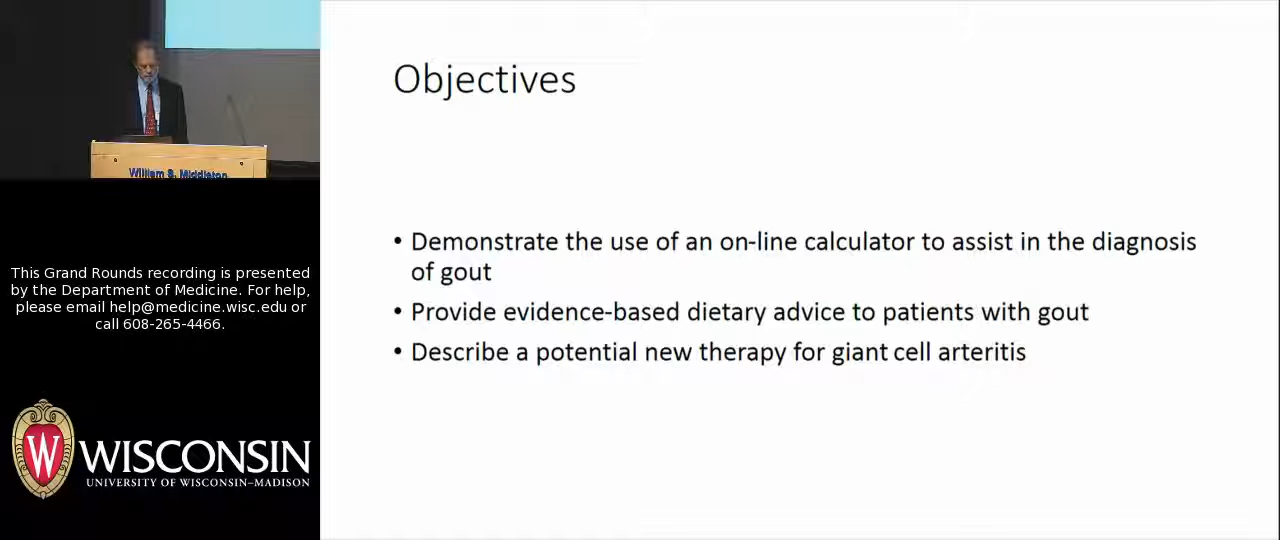 William S. Middleton
This Grand Rounds recording is presented
by the Department of Medicine. For help,
please email help@medicine.wisc.edu or
call 608-265-4466.
W
WISCONSIN
UNIVERSITY OF WISCONSIN–MADISON
Objectives
• Demonstrate the use of an on-line calculator to assist in the diagnosis
of gout
• Provide evidence-based dietary advice to patients with gout
• Describe a potential new therapy for giant cell arteritis